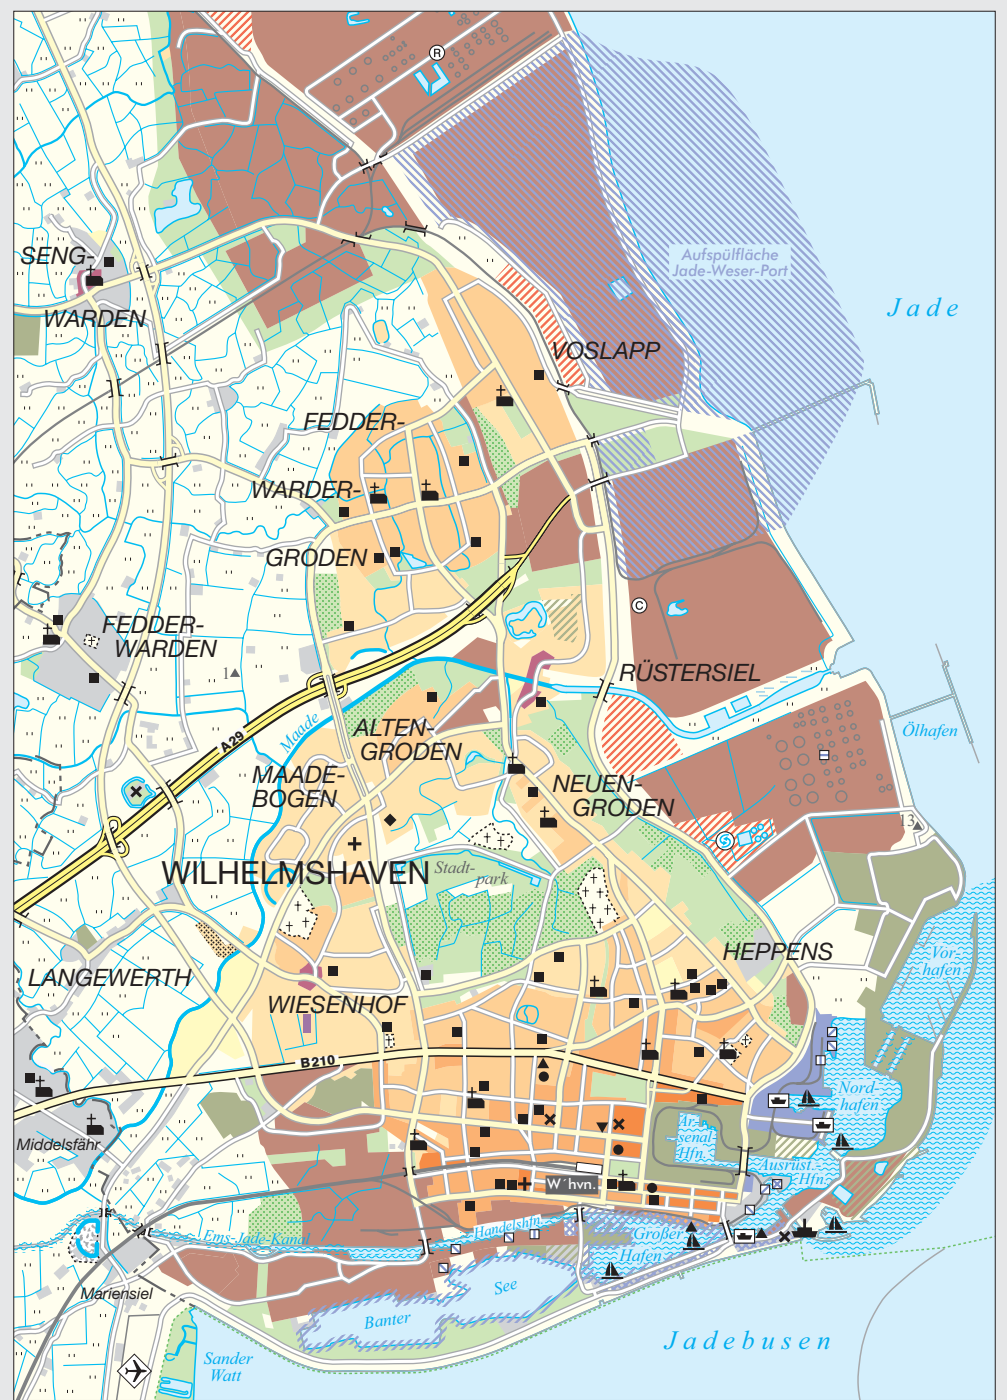 R
Aufspülfläche
Jade-Weser-Port
SENG-
WARDEN
Jade
VOSLAPP
FEDDER-
WARDER-
GRODEN
C
FEDDER-
WARDEN
1
RÜSTERSIEL
Maade
A29
ALTEN-
GRODEN
Ölhafen
MAADE-
BOGEN
NEUEN-
GRODEN
13
WILHELMSHAVEN
Stadt-
park
HEPPENS
Vor-
hafen
LANGEWERTH
WIESENHOF
B210
Nord-
hafen
Ar-
senal-
Hfn.
Middelsfähr
Ausrüst.-
Hfn.
W´hvn.
Ems-Jade-Kanal
Handelshfn.
Großer
Hafen
See
Mariensiel
Banter
Jadebusen
Sander
Watt